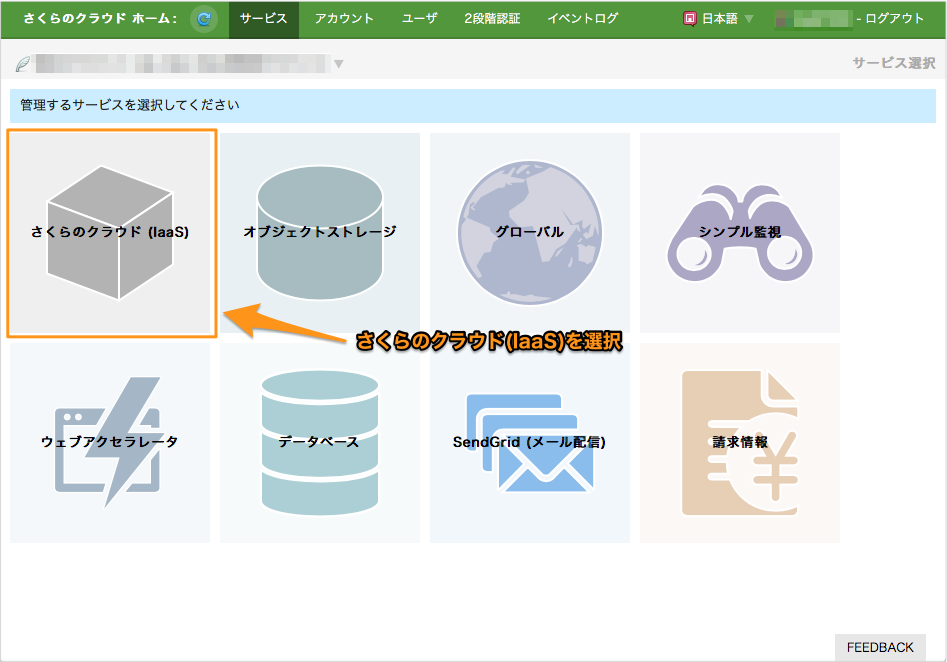 さくらのクラウド ホーム : サービス アカウント ユーザ 2段階認証 イベントログ 日本語 - ログアウト
サービス選択
管理するサービスを選択してください
さくらのクラウド (IaaS) オブジェクトストレージ グローバル シンプル監視
さくらのクラウド(IaaS)を選択
ウェブアクセラレータ データベース SendGrid (メール配信) 請求情報
FEEDBACK